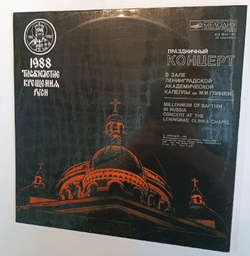 1988
ТЫСЯЧЕЛЕТИЕ
КРЕЩЕНИЯ
РУСИ
МЕЛОДИЯ
ПРАЗДНИЧНЫЙ
КОНЦЕРТ
В ЗАЛЕ
ЛЕНИНГРАДСКОЙ
АКАДЕМИЧЕСКОЙ
КАПЕЛЛЫ им. М.И.ГЛИНКИ
MILLENNIUM OF BAPTISM
IN RUSSIA
CONCERT AT THE
LENINGRAD GLINKA CHAPEL